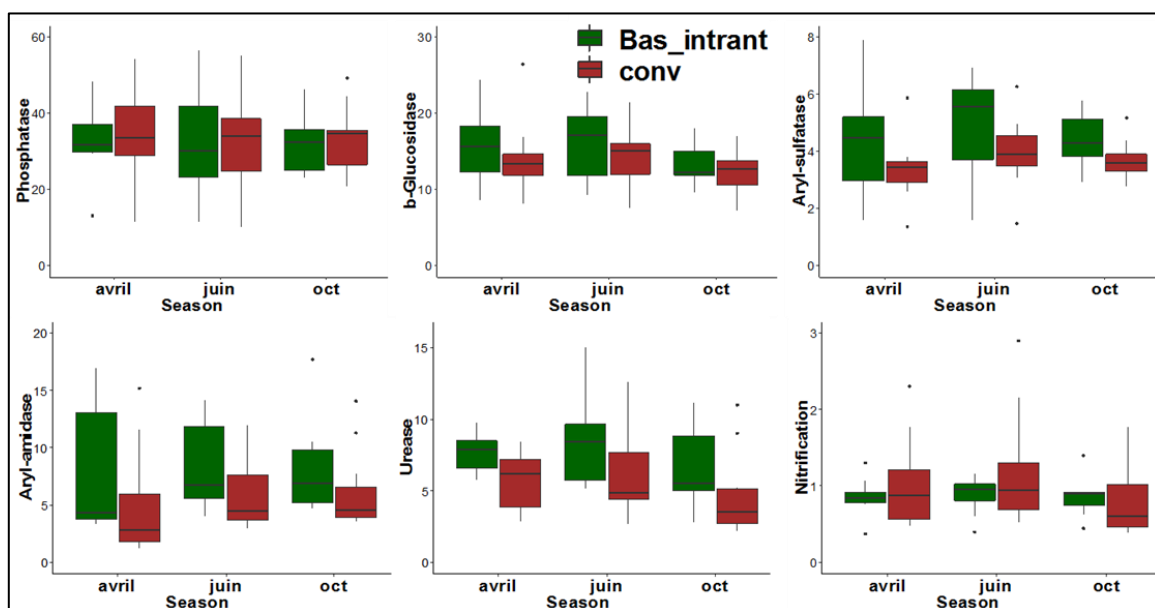 Bas_intrant
conv
Phosphatase
60
40
20
0
avril juin oct
Season
b-Glucosidase
30
20
10
0
avril juin oct
Season
Aryl-sulfatase
8
6
4
2
0
avril juin oct
Season
Aryl-amidase
20
15
10
5
0
avril juin oct
Season
Urease
15
10
5
0
avril juin oct
Season
Nitrification
3
2
1
0
avril juin oct
Season